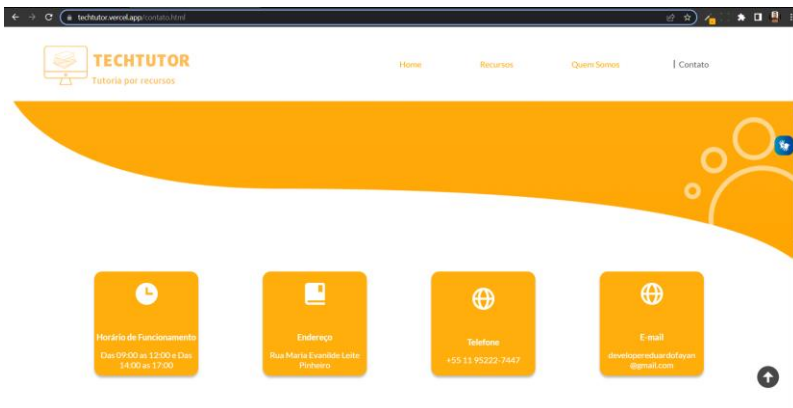 techtutor.vercel.app/contato.html
TECHTUTOR
Tutoria por recursos
Home
Recursos
Quem Somos
Contato
Horário de Funcionamento
Das 09:00 as 12:00 e Das
14:00 as 17:00
Endereço
Rua Maria Evanilde Leite
Pinheiro
Telefone
+55 11 95222-7447
E-mail
developereduardofayan
@gmail.com